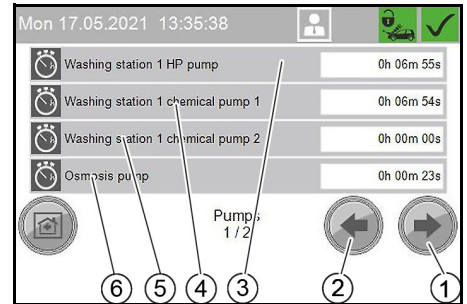 Mon 17.05.2021 13:35:38
Washing station 1 HP pump 0h 06m 55s
Washing station 1 chemical pump 1 0h 06m 54s
Washing station 1 chemical pump 2 0h 00m 00s
Osmosis pump 0h 00m 23s
Pumps
1 / 2
6 5 4 3 2 1